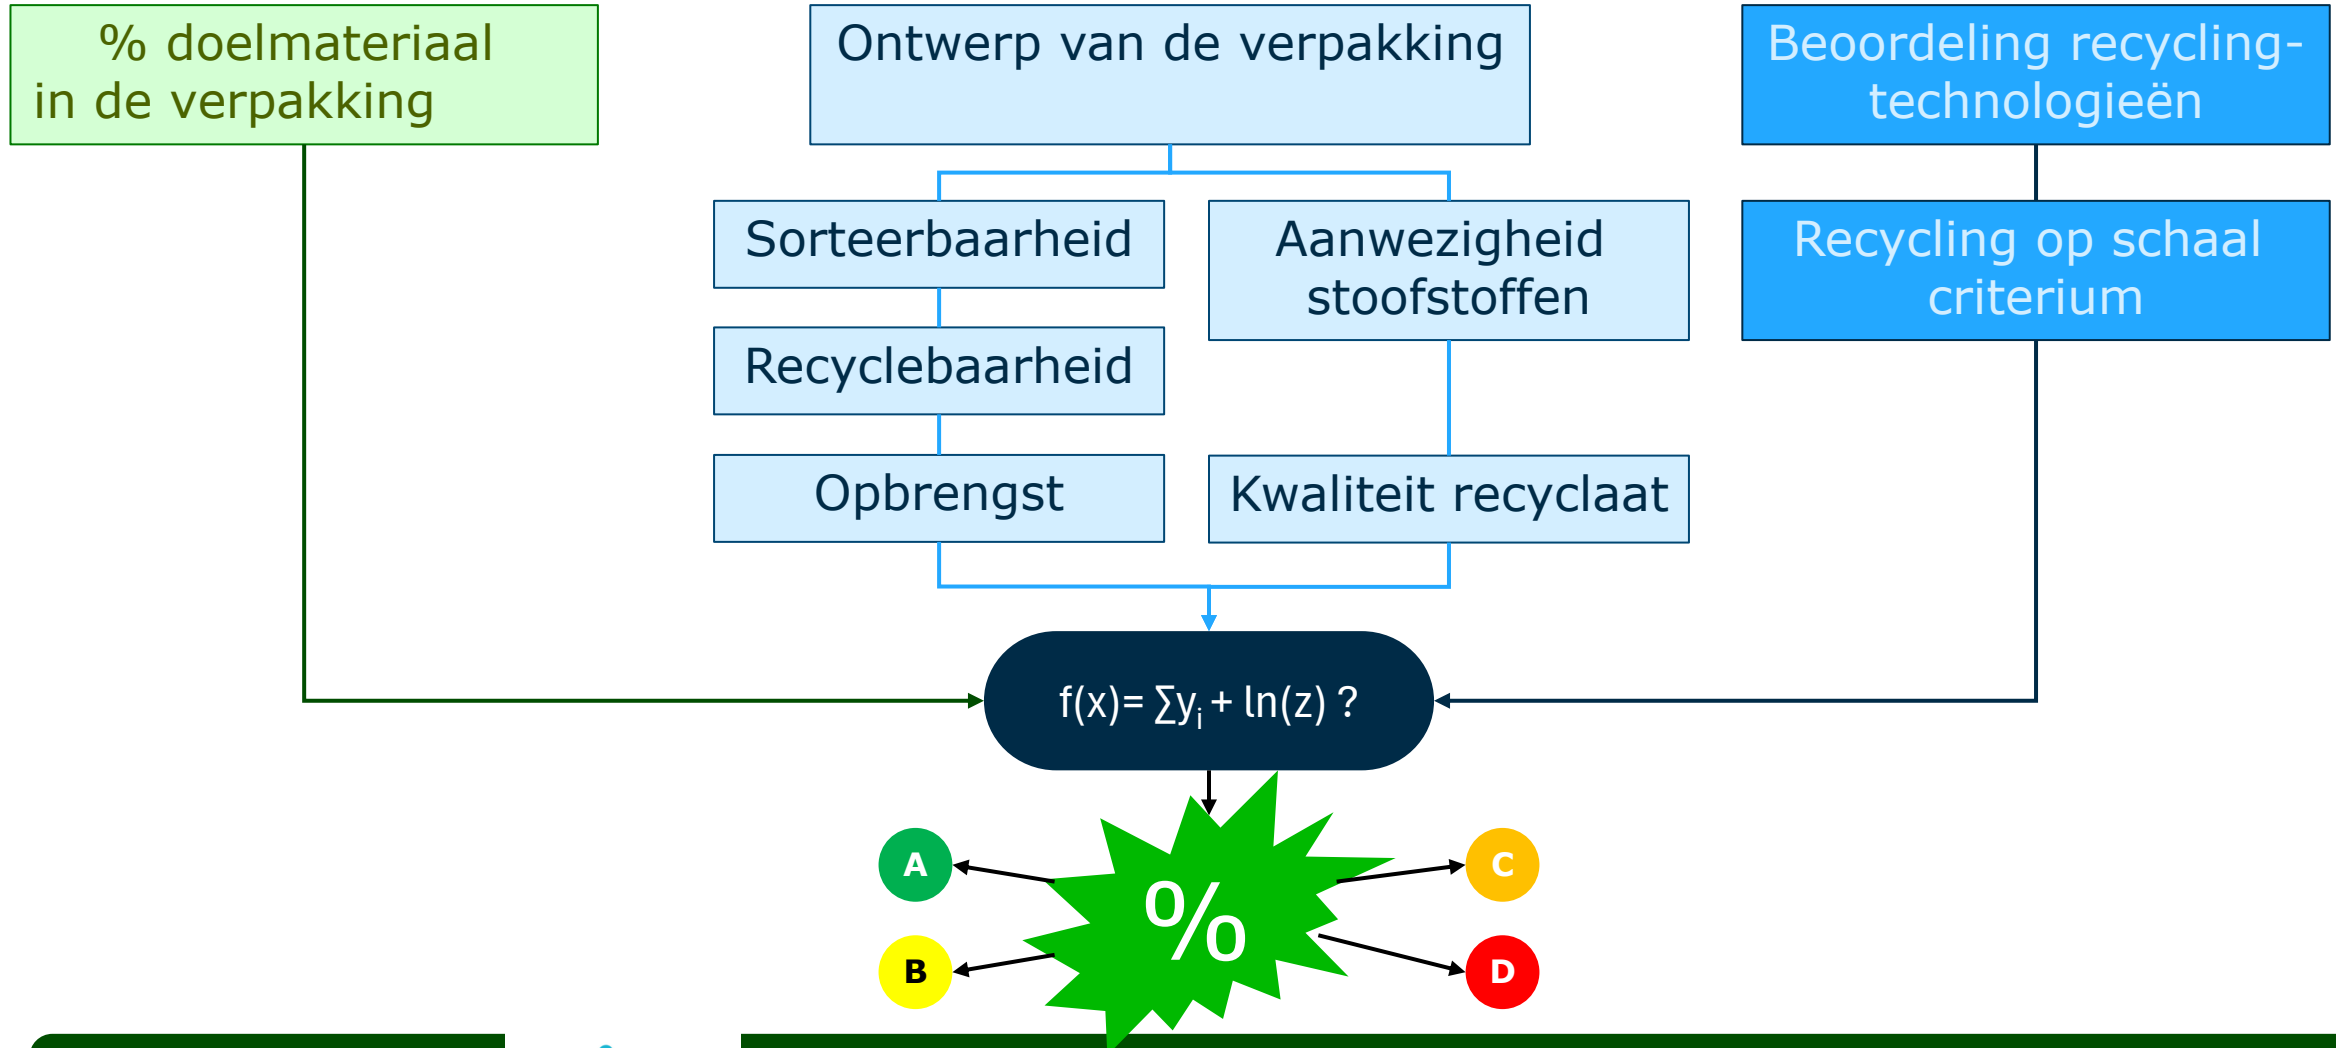 % doelmateriaal
in de verpakking
Ontwerp van de verpakking
Beoordeling recycling-
technologieën
Sorteerbaarheid
Aanwezigheid
stoofstoffen
Recycling op schaal
criterium
Recyclebaarheid
Opbrengst
Kwaliteit recyclaat
f(x)= ∑yᵢ + ln(z) ?
%
A
B
C
D